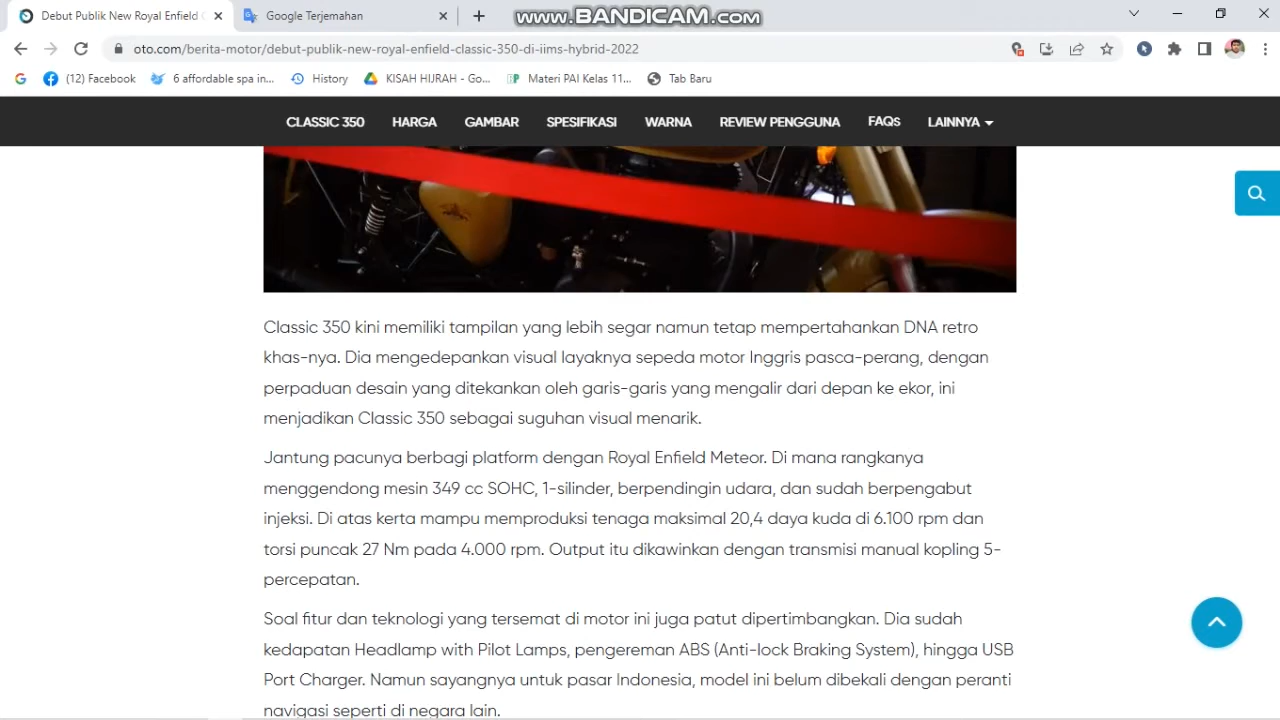 Debut Publik New Royal Enfield C
Google Terjemahan
www.BANDICAM.com
oto.com/berita-motor/debut-publik-new-royal-enfield-classic-350-di-iims-hybrid-2022
(12) Facebook
6 affordable spa in...
History
KISAH HIJRAH - Go...
Materi PAI Kelas 11...
Tab Baru
CLASSIC 350
HARGA
GAMBAR
SPESIFIKASI
WARNA
REVIEW PENGGUNA
FAQs
LAINNYA
Classic 350 kini memiliki tampilan yang lebih segar namun tetap mempertahankan DNA retro
khas-nya. Dia mengedepankan visual layaknya sepeda motor Inggris pasca-perang, dengan
perpaduan desain yang ditekankan oleh garis-garis yang mengalir dari depan ke ekor, ini
menjadikan Classic 350 sebagai suguhan visual menarik.
Jantung pacunya berbagi platform dengan Royal Enfield Meteor. Di mana rangkanya
menggendong mesin 349 cc SOHC, 1-silinder, berpendingin udara, dan sudah berpengabut
injeksi. Di atas kerta mampu memproduksi tenaga maksimal 20,4 daya kuda di 6.100 rpm dan
torsi puncak 27 Nm pada 4.000 rpm. Output itu dikawinkan dengan transmisi manual kopling 5-
percepatan.
Soal fitur dan teknologi yang tersemat di motor ini juga patut dipertimbangkan. Dia sudah
kedapatan Headlamp with Pilot Lamps, pengereman ABS (Anti-lock Braking System), hingga USB
Port Charger. Namun sayangnya untuk pasar Indonesia, model ini belum dibekali dengan peranti
navigasi seperti di negara lain.